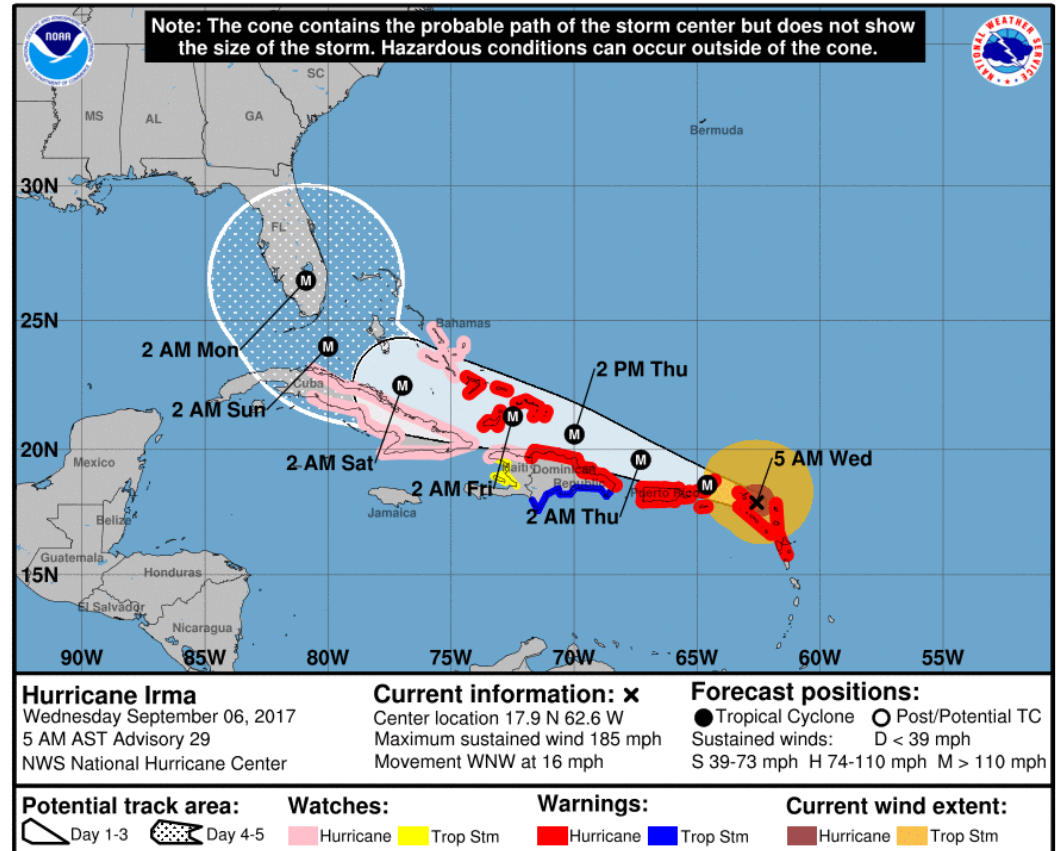 Note: The cone contains the probable path of the storm center but does not show
the size of the storm. Hazardous conditions can occur outside of the cone.
NOAA
NATIONAL WEATHER SERVICE
SC
MS
AL
GA
Bermuda
30N
FL
25N
Bahamas
2 AM Mon
M
M
2 PM Thu
Cuba
M
2 AM Sun
M
M
20N
2 AM Sat
M
5 AM Wed
Mexico
Haiti
Dominican
Republic
M
2 AM Fri
Puerto Rico
Jamaica
2 AM Thu
Belize
Guatemala
15N
Honduras
El Salvador
Nicaragua
90W
85W
80W
75W
70W
65W
60W
55W
Hurricane Irma
Wednesday September 06, 2017
5 AM AST Advisory 29
NWS National Hurricane Center
Current information: x
Center location 17.9 N 62.6 W
Maximum sustained wind 185 mph
Movement WNW at 16 mph
Forecast positions:
Tropical Cyclone Post/Potential TC
Sustained winds: D < 39 mph
S 39-73 mph H 74-110 mph M > 110 mph
Potential track area:
Day 1-3 Day 4-5
Watches:
Hurricane Trop Stm
Warnings:
Hurricane Trop Stm
Current wind extent:
Hurricane Trop Stm